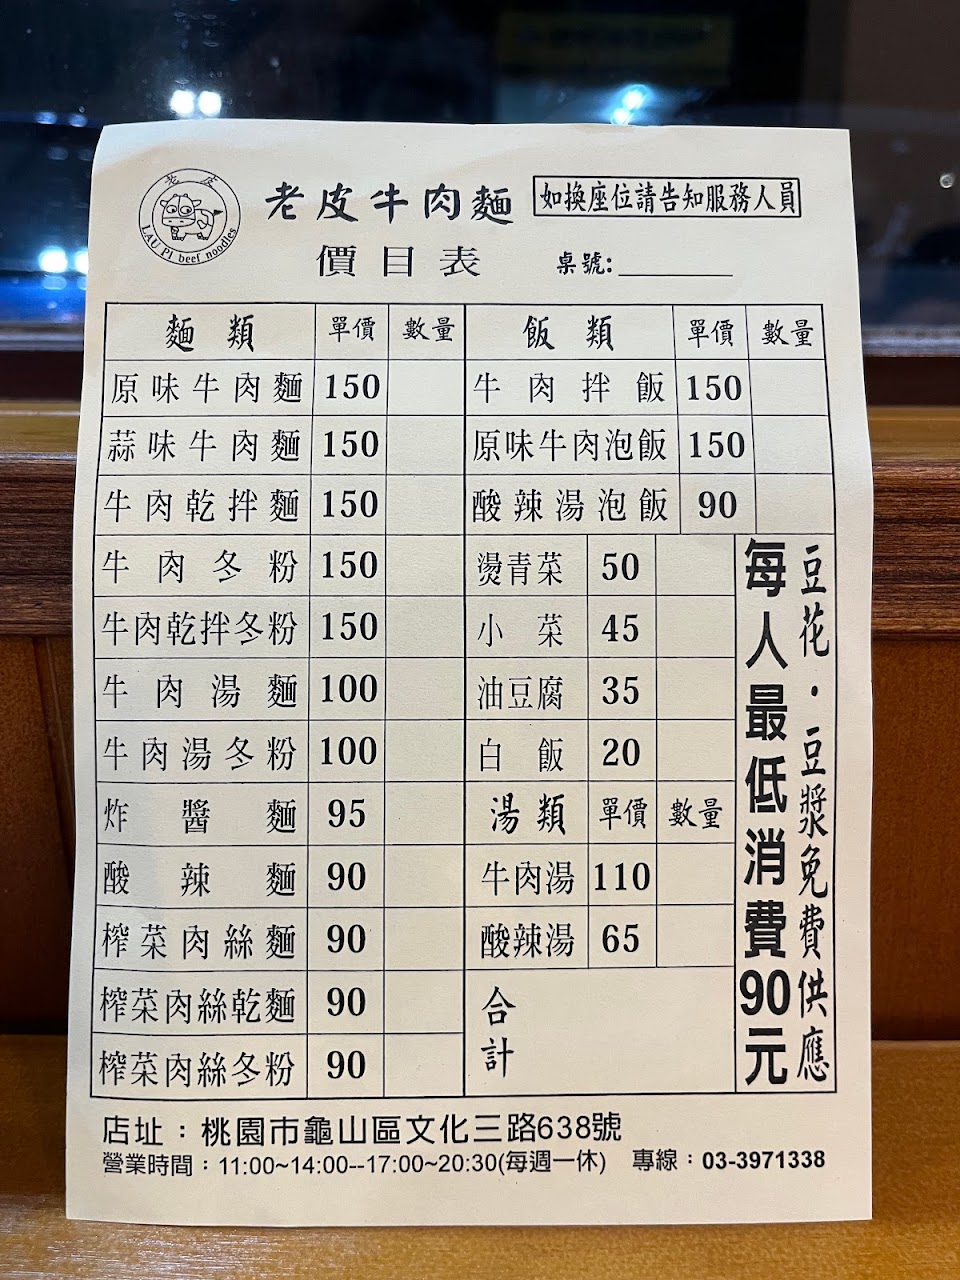 老皮
LAU PI beef noodles
老皮牛肉麵
如換座位請告知服務人員
價目表
桌號:
麵類 單價 數量
原味牛肉麵 150
蒜味牛肉麵 150
牛肉乾拌麵 150
牛肉冬粉 150
牛肉乾拌冬粉 150
牛肉湯麵 100
牛肉湯冬粉 100
炸醬麵 95
酸辣麵 90
榨菜肉絲麵 90
榨菜肉絲乾麵 90
榨菜肉絲冬粉 90
飯類 單價 數量
牛肉拌飯 150
原味牛肉泡飯 150
酸辣湯泡飯 90
燙青菜 50
小菜 45
油豆腐 35
白飯 20
湯類 單價 數量
牛肉湯 110
酸辣湯 65
合計
豆花．豆漿免費供應
每人最低消費90元
店址：桃園市龜山區文化三路638號
營業時間：11:00~14:00--17:00~20:30(每週一休) 專線：03-3971338